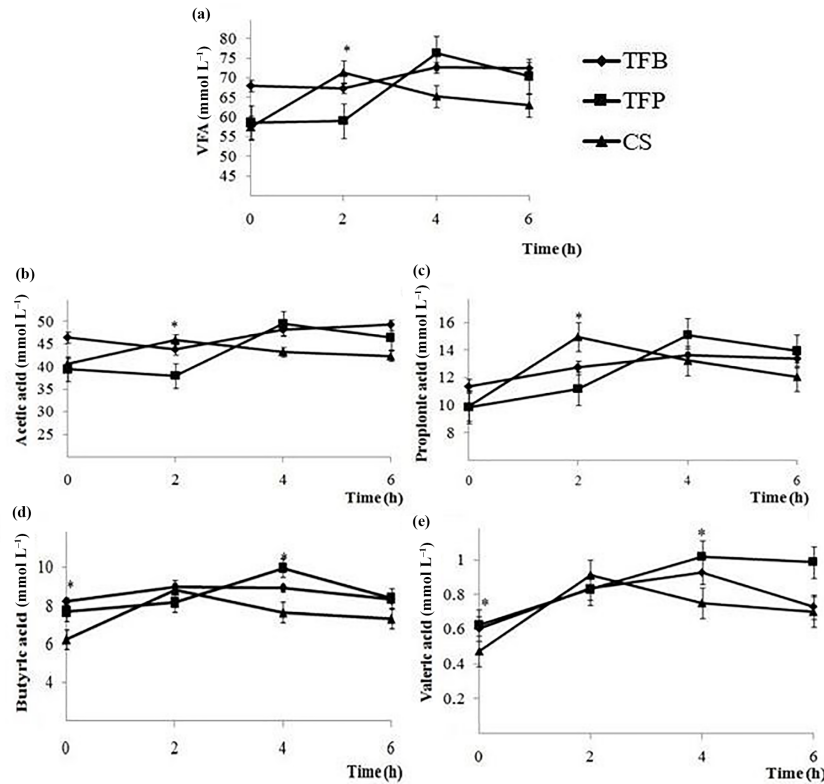 (a)
VFA (mmol L⁻¹)
80
75
70
65
60
55
50
45
*
0 2 4 6
Time (h)
TFB
TFP
CS
(b)
Acetic acid (mmol L⁻¹)
50
45
40
35
30
25
*
0 2 4 6
Time (h)
(c)
Propionic acid (mmol L⁻¹)
16
14
12
10
8
*
0 2 4 6
Time (h)
(d)
Butyric acid (mmol L⁻¹)
10
8
6
4
* *
0 2 4 6
Time (h)
(e)
Valeric acid (mmol L⁻¹)
1
0.8
0.6
0.4
0.2
* *
0 2 4 6
Time (h)